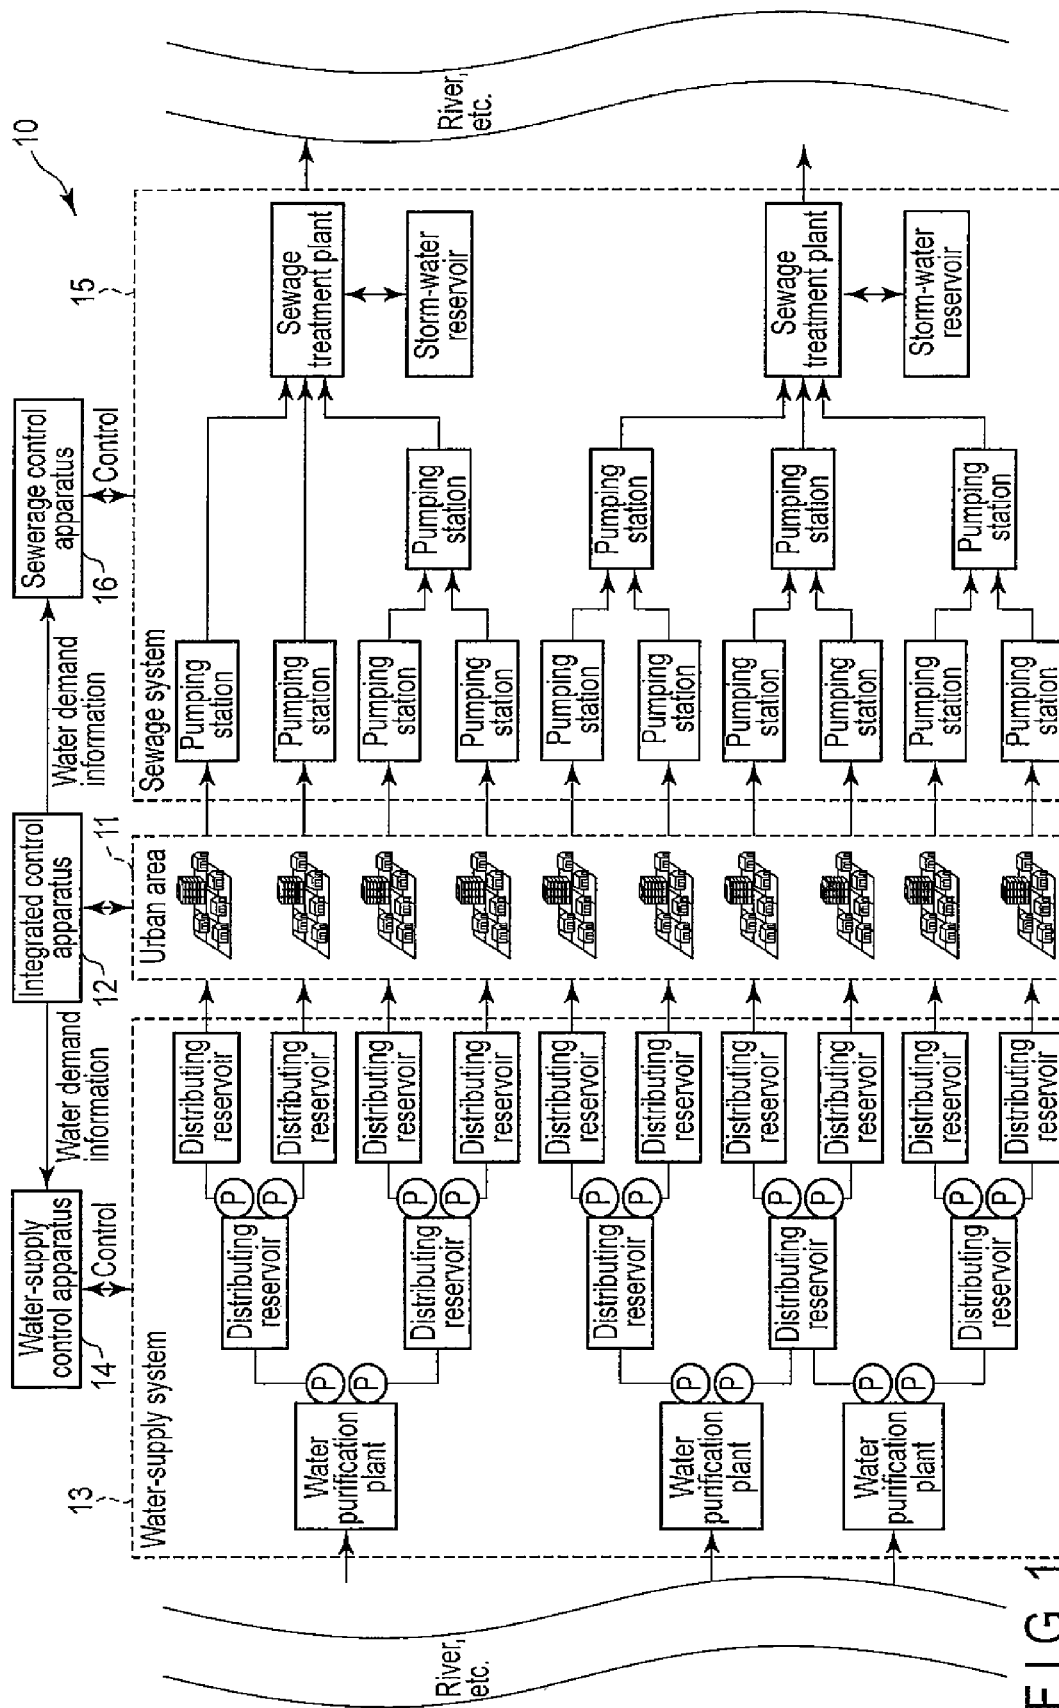 10
Water-supply
control apparatus
14
Control
Water demand
information
Integrated control
apparatus
12
11
Water demand
information
Sewerage control
apparatus
16
Control
13
15
Water-supply system
Urban area
Sewage system
River,
etc.
Water
purification
plant
P
P
Water
purification
plant
P
P
Water
purification
plant
P
P
Distributing
reservoir
P
P
Distributing
reservoir
P
P
Distributing
reservoir
P
P
Distributing
reservoir
P
P
Distributing
reservoir
P
P
Distributing
reservoir
Distributing
reservoir
Distributing
reservoir
Distributing
reservoir
Distributing
reservoir
Distributing
reservoir
Distributing
reservoir
Distributing
reservoir
Distributing
reservoir
Distributing
reservoir
Pumping
station
Pumping
station
Pumping
station
Pumping
station
Pumping
station
Pumping
station
Pumping
station
Pumping
station
Pumping
station
Pumping
station
Pumping
station
Pumping
station
Pumping
station
Pumping
station
Sewage
treatment plant
Storm-water
reservoir
Sewage
treatment plant
Storm-water
reservoir
River,
etc.
FIG 1